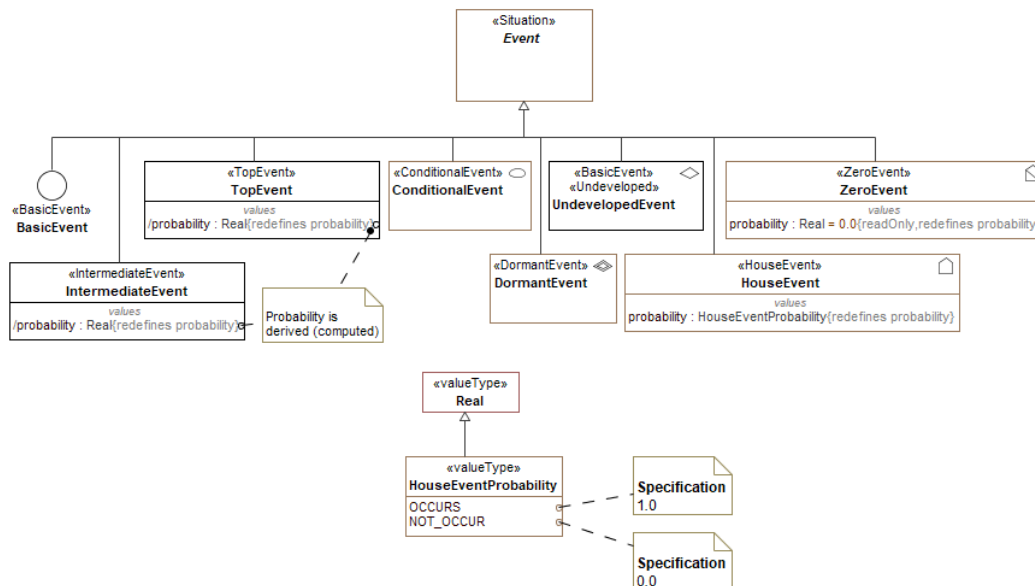 «Situation»
Event
«BasicEvent»
BasicEvent
«TopEvent»
TopEvent
values
/probability : Real{redefines probability}
«ConditionalEvent»
ConditionalEvent
«BasicEvent»
«Undeveloped»
UndevelopedEvent
«ZeroEvent»
ZeroEvent
values
probability : Real = 0.0{readOnly,redefines probability
«IntermediateEvent»
IntermediateEvent
values
/probability : Real{redefines probability}
Probability is
derived (computed)
«DormantEvent»
DormantEvent
«HouseEvent»
HouseEvent
values
probability : HouseEventProbability{redefines probability}
«valueType»
Real
«valueType»
HouseEventProbability
OCCURS
NOT_OCCUR
Specification
1.0
Specification
0.0